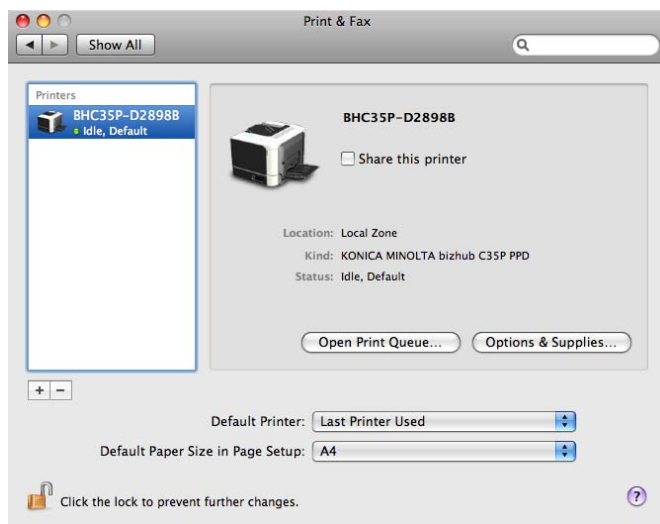 Print & Fax
Show All
Printers
BHC35P-D2898B
Idle, Default
BHC35P-D2898B
Share this printer
Location: Local Zone
Kind: KONICA MINOLTA bizhub C35P PPD
Status: Idle, Default
Open Print Queue...
Options & Supplies...
+ −
Default Printer: Last Printer Used
Default Paper Size in Page Setup: A4
Click the lock to prevent further changes.
?